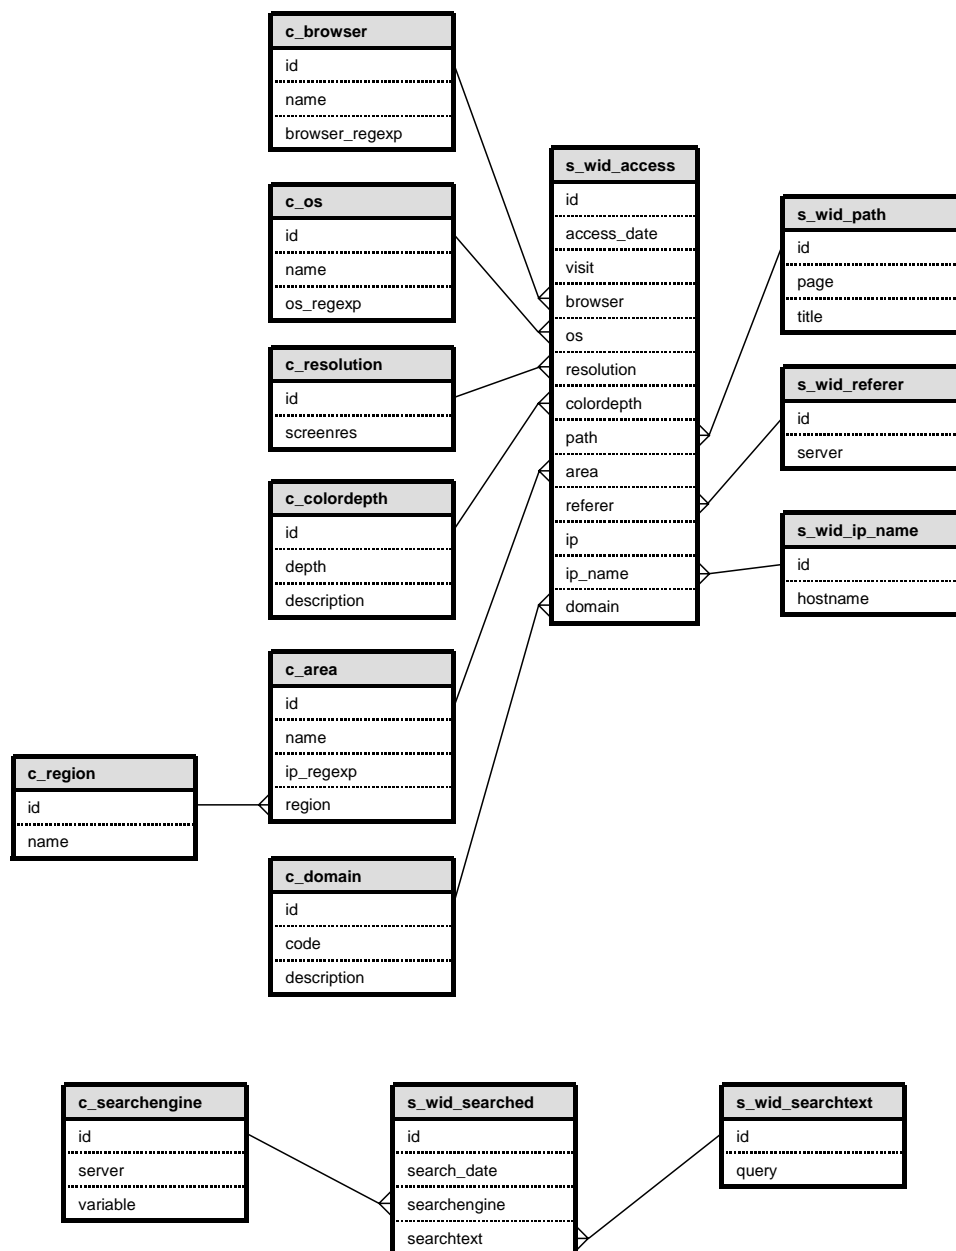 c_browser
id
name
browser_regexp
c_os
id
name
os_regexp
c_resolution
id
screenres
c_colordepth
id
depth
description
c_area
id
name
ip_regexp
region
c_region
id
name
c_domain
id
code
description
s_wid_access
id
access_date
visit
browser
os
resolution
colordepth
path
area
referer
ip
ip_name
domain
s_wid_path
id
page
title
s_wid_referer
id
server
s_wid_ip_name
id
hostname
c_searchengine
id
server
variable
s_wid_searched
id
search_date
searchengine
searchtext
s_wid_searchtext
id
query